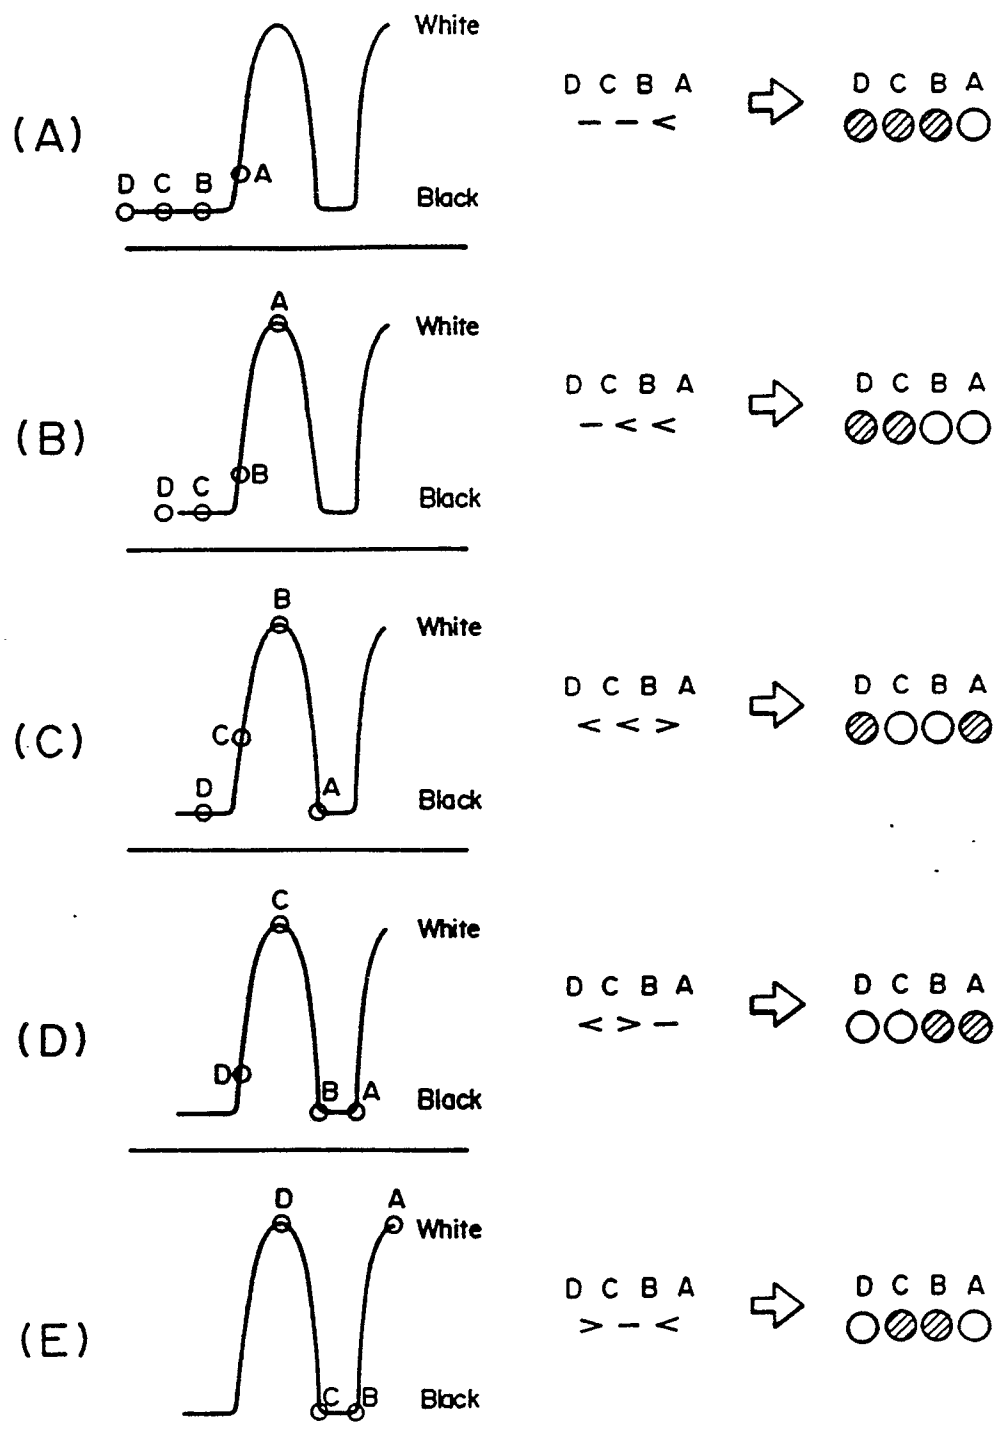 White
D C B A D C B A
(A)
A
D C B
Black
– – <
A
White
D C B A D C B A
(B)
B
D C
Black
– < <
B
White
D C B A D C B A
(C)
C
D A
Black
< < >
C
White
D C B A D C B A
(D)
D
B A
Black
< > –
D A
White
D C B A D C B A
(E)
C B
Black
> – <